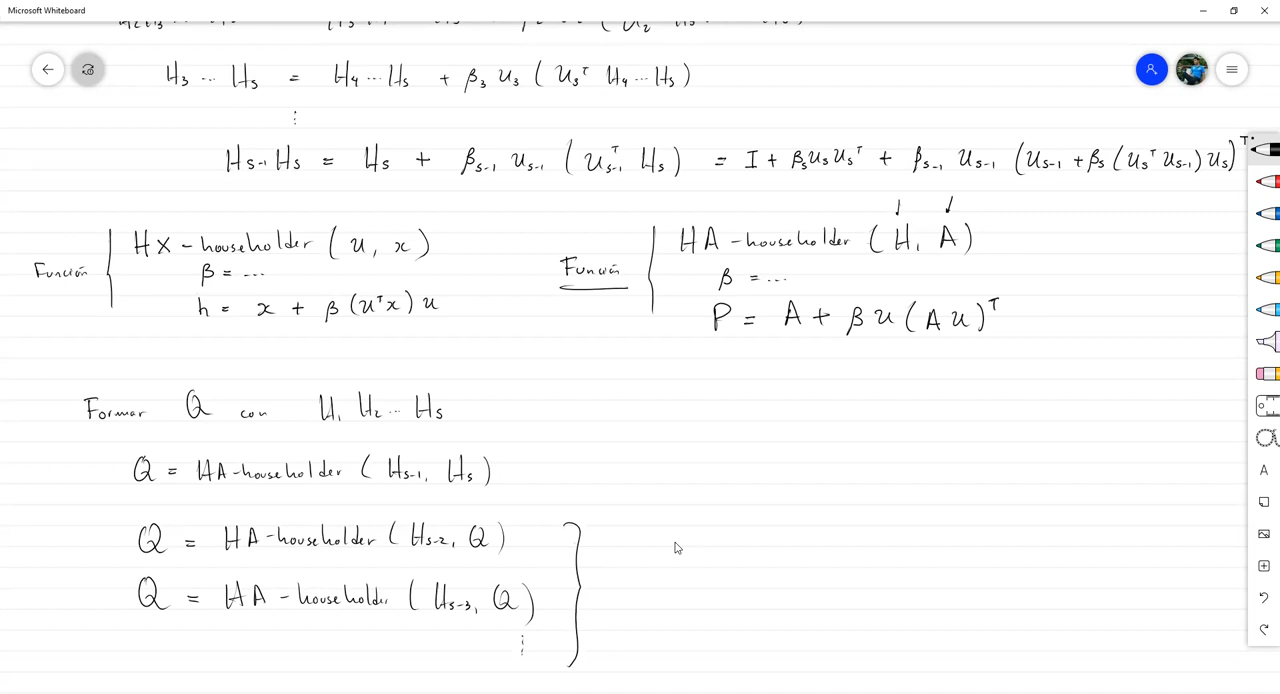 Microsoft Whiteboard
H₃ ⋯ Hₛ = H₄ ⋯ Hₛ + β₃ u₃ ( u₃ᵀ H₄ ⋯ Hₛ )
⋮
Hₛ₋₁ Hₛ = Hₛ + βₛ₋₁ uₛ₋₁ ( uₛ₋₁ᵀ Hₛ ) = I + βₛ uₛ uₛᵀ + βₛ₋₁ uₛ₋₁ ( uₛ₋₁ + βₛ ( uₛᵀ uₛ₋₁ ) uₛ )ᵀ
Función { HX-householder ( u, x )
β = ...
h = x + β ( uᵀx ) u
Función { HA-householder ( H, A )
β = ...
P = A + β u ( A u )ᵀ
Formar Q con H₁ H₂ ⋯ Hₛ
Q = HA-householder ( Hₛ₋₁, Hₛ )
Q = HA-householder ( Hₛ₋₂, Q )
Q = HA-householder ( Hₛ₋₃, Q )
⋮